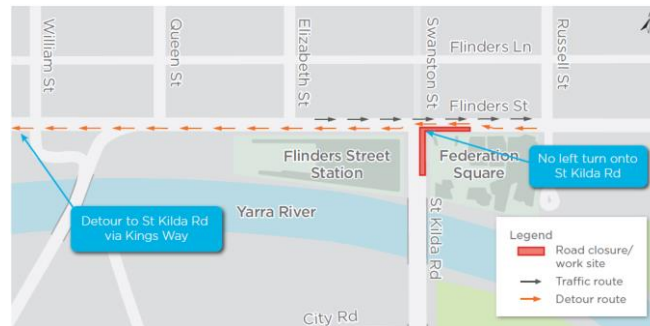 William St
Queen St
Elizabeth St
Swanston St
Russell St
Flinders Ln
Flinders St
Flinders Street
Station
Federation
Square
No left turn onto
St Kilda Rd
Detour to St Kilda Rd
via Kings Way
Yarra River
St Kilda Rd
City Rd
Legend
Road closure/
work site
Traffic route
Detour route